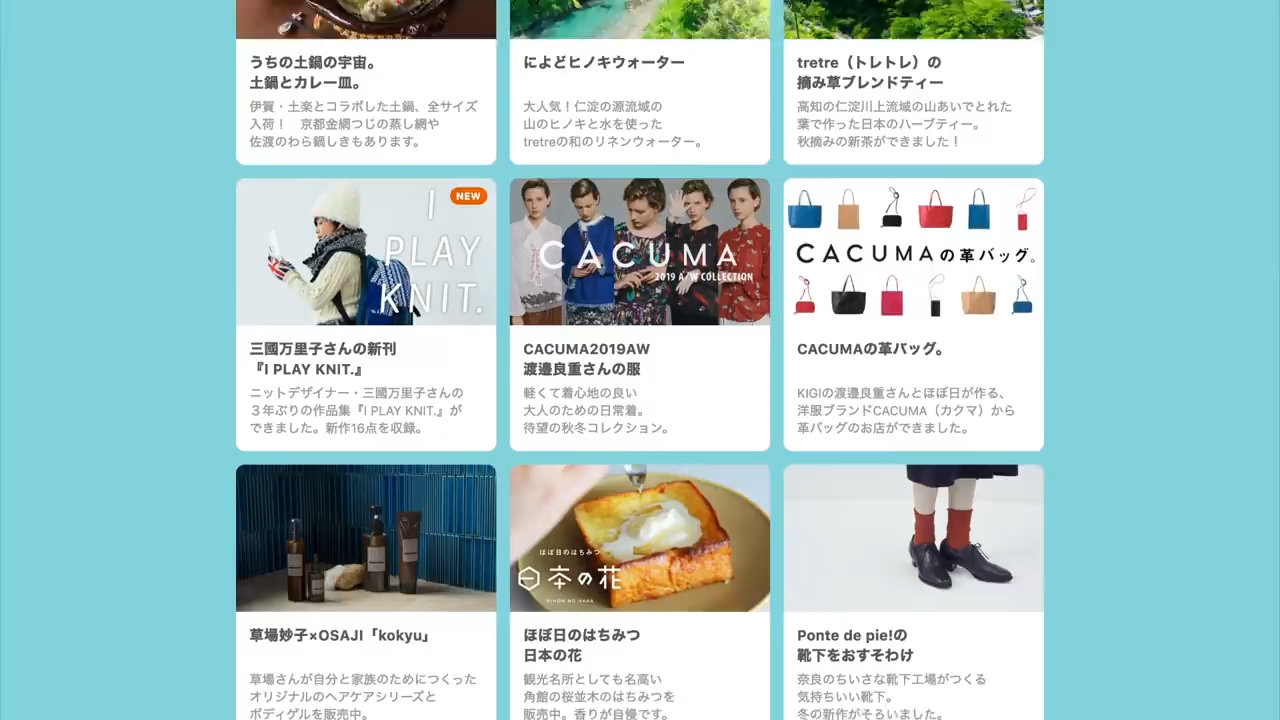 うちの土鍋の宇宙。
土鍋とカレー皿。
伊賀・土楽とコラボした土鍋、全サイズ
入荷！　京都金網つじの蒸し網や
佐渡のわら鍋しきもあります。
によどヒノキウォーター
大人気！仁淀の源流域の
山のヒノキと水を使った
tretreの和のリネンウォーター。
tretre（トレトレ）の
摘み草ブレンドティー
高知の仁淀川上流域の山あいでとれた
葉で作った日本のハーブティー。
秋摘みの新茶ができました！
NEW
I
PLAY
KNIT.
三國万里子さんの新刊
『I PLAY KNIT.』
ニットデザイナー・三國万里子さんの
３年ぶりの作品集『I PLAY KNIT.』が
できました。新作16点を収録。
CACUMA
2019 A/W COLLECTION
CACUMA2019AW
渡邉良重さんの服
軽くて着心地の良い
大人のための日常着。
待望の秋冬コレクション。
CACUMAの革バッグ。
CACUMAの革バッグ。
KIGIの渡邉良重さんとほぼ日が作る、
洋服ブランドCACUMA（カクマ）から
革バッグのお店ができました。
草場妙子×OSAJI「kokyu」
草場さんが自分と家族のためにつくった
オリジナルのヘアケアシリーズと
ボディゲルを販売中。
ほぼ日のはちみつ
日本の花
NIHON NO HANA
ほぼ日のはちみつ
日本の花
観光名所としても名高い
角館の桜並木のはちみつを
販売中。香りが自慢です。
Ponte de pie!の
靴下をおすそわけ
奈良のちいさな靴下工場がつくる
気持ちいい靴下。
冬の新作がそろいました。